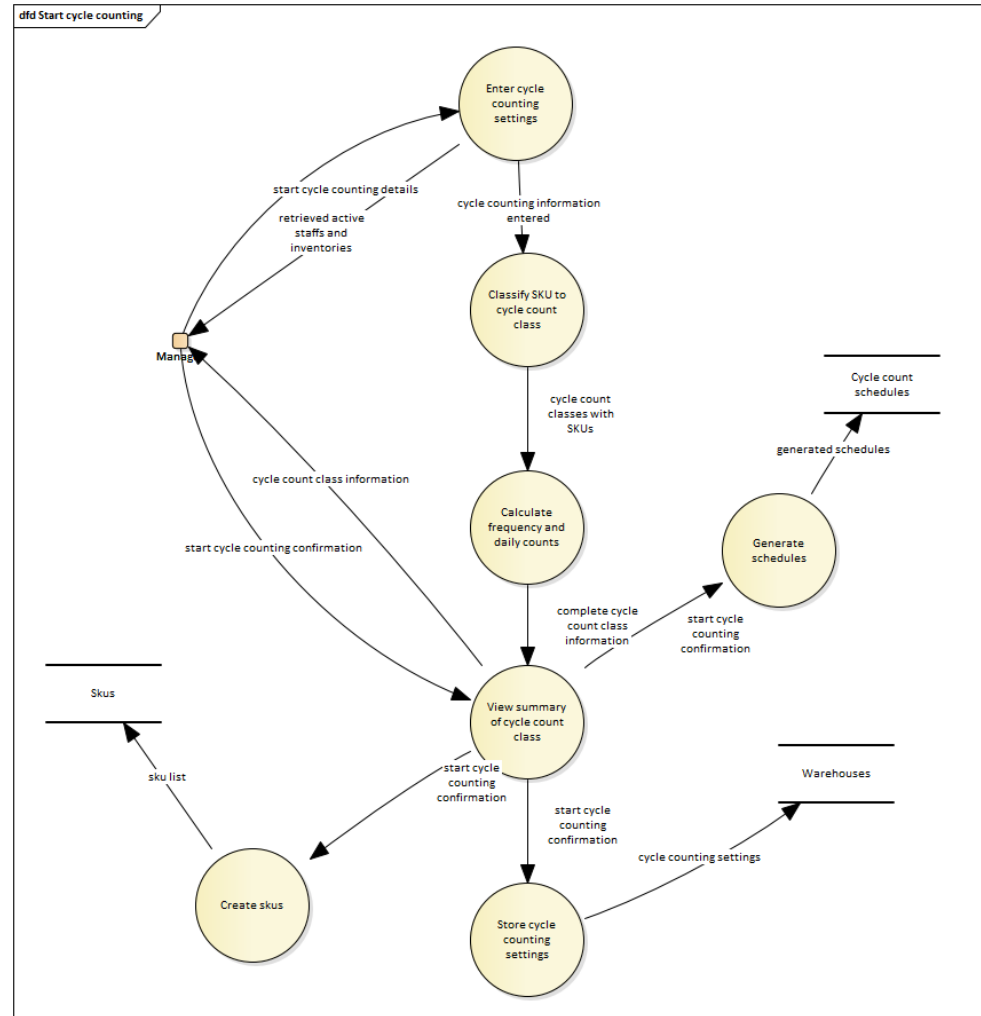 dfd Start cycle counting
Enter cycle
counting
settings
start cycle counting details
retrieved active
staffs and
inventories
cycle counting information
entered
Classify SKU to
cycle count
class
Manag
Cycle count
schedules
cycle count
classes with
SKUs
generated schedules
cycle count class information
Calculate
frequency and
daily counts
start cycle counting confirmation
Generate
schedules
complete cycle
count class
information
start cycle
counting
confirmation
Skus
View summary
of cycle count
class
Warehouses
sku list
start cycle
counting
confirmation
start cycle
counting
confirmation
cycle counting settings
Create skus
Store cycle
counting
settings